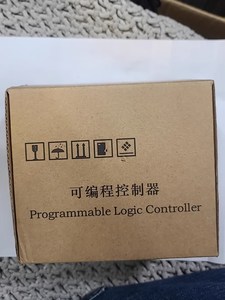 可编程控制器
Programmable Logic Controller